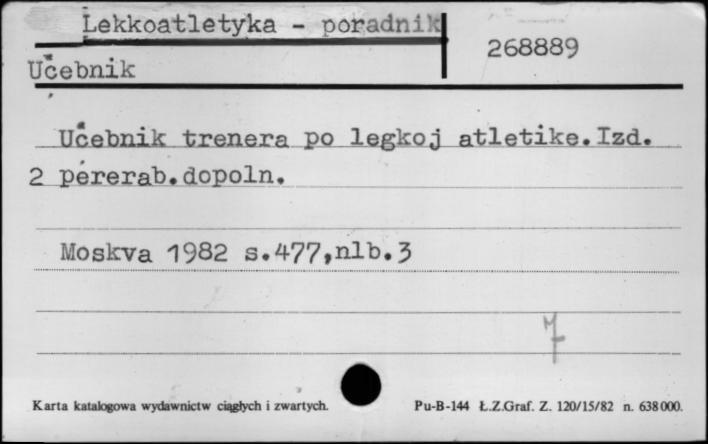 Lekkoatletyka - poradnik
268889
Učebnik
Učebnik trenera po legkoj atletike.Izd.
2 pererab.dopoln.
Moskva 1982 s.477,nlb.3
Karta katalogowa wydawnictw ciągłych i zwartych.
Pu-B-144 Ł.Z.Graf. Z. 120/15/82 n. 638000.